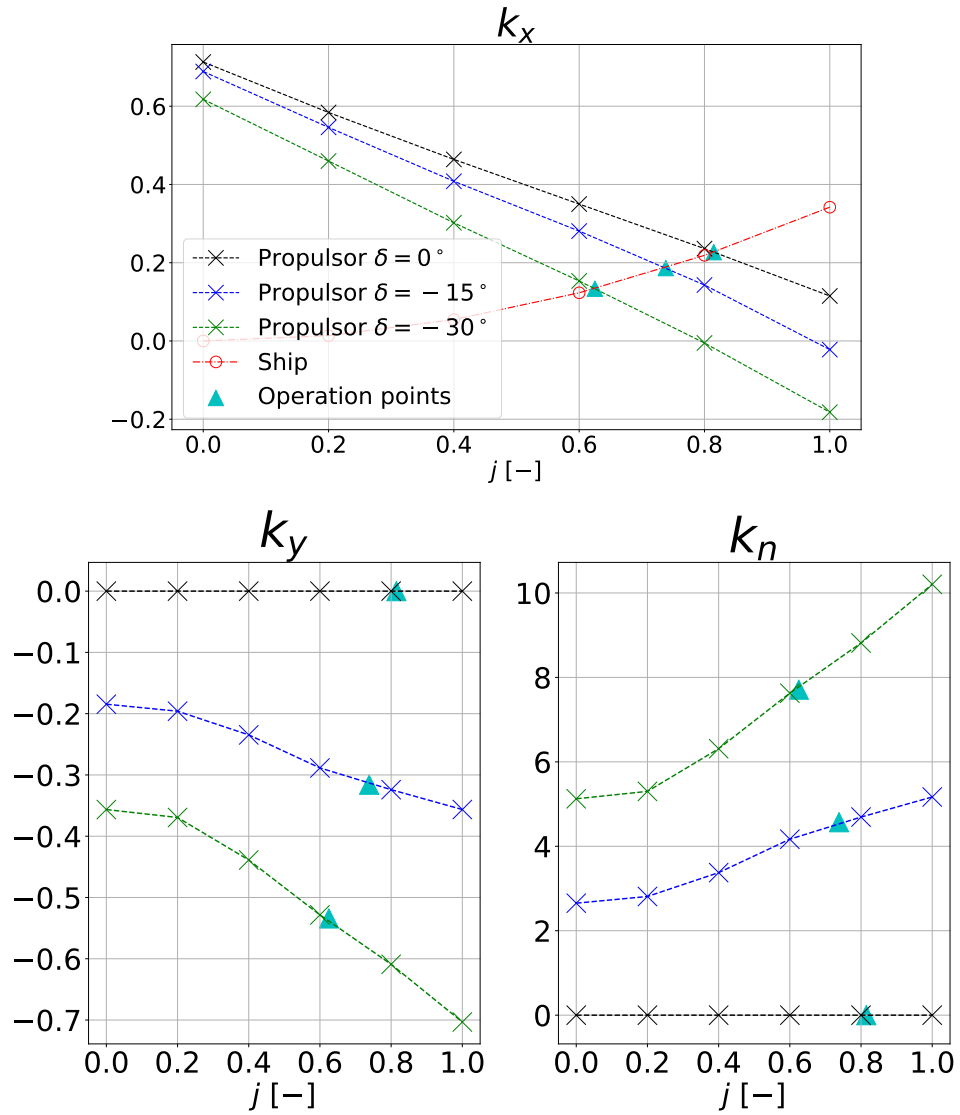 k_x
0.6
0.4
0.2
0.0
−0.2
Propulsor δ = 0°
Propulsor δ = − 15°
Propulsor δ = − 30°
Ship
Operation points
0.0 0.2 0.4 0.6 0.8 1.0
j [−]
k_y
0.0
−0.1
−0.2
−0.3
−0.4
−0.5
−0.6
−0.7
0.0 0.2 0.4 0.6 0.8 1.0
j [−]
k_n
10
8
6
4
2
0
0.0 0.2 0.4 0.6 0.8 1.0
j [−]